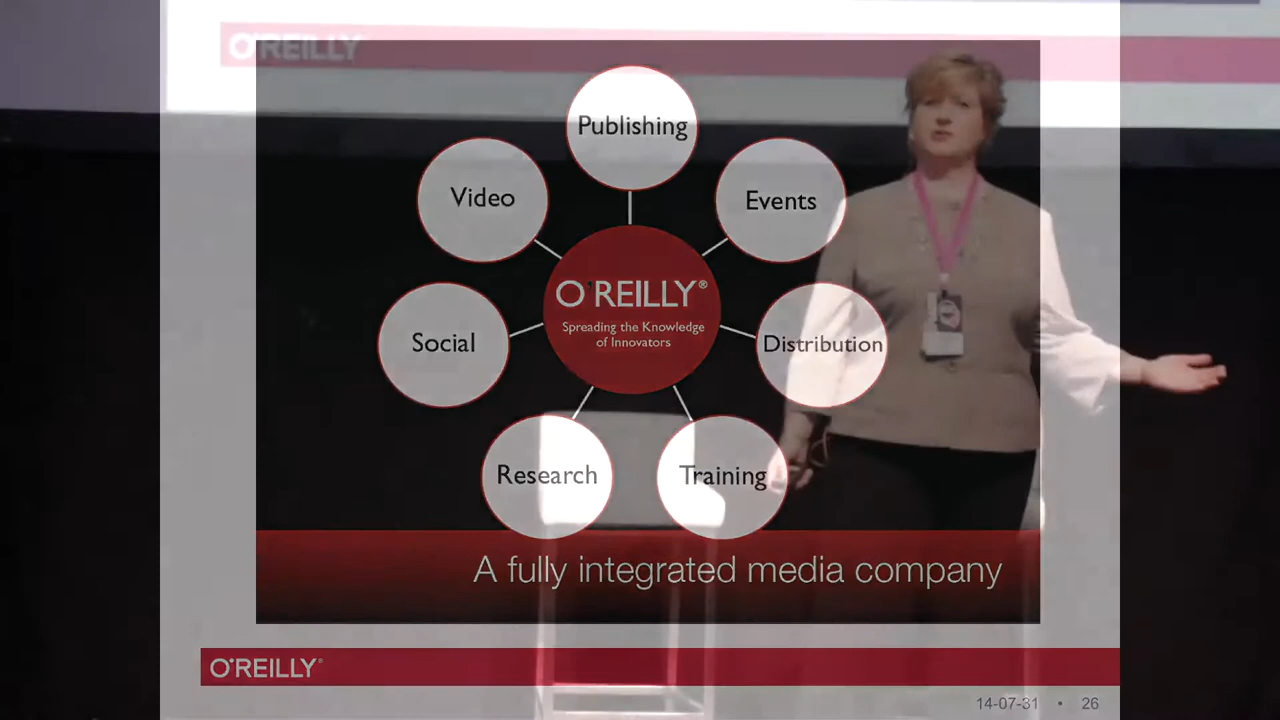 O'REILLY
Publishing
Video
Events
O'REILLY®
Spreading the Knowledge
of Innovators
Social
Distribution
Research
Training
A fully integrated media company
O'REILLY®
14-07-31 • 26